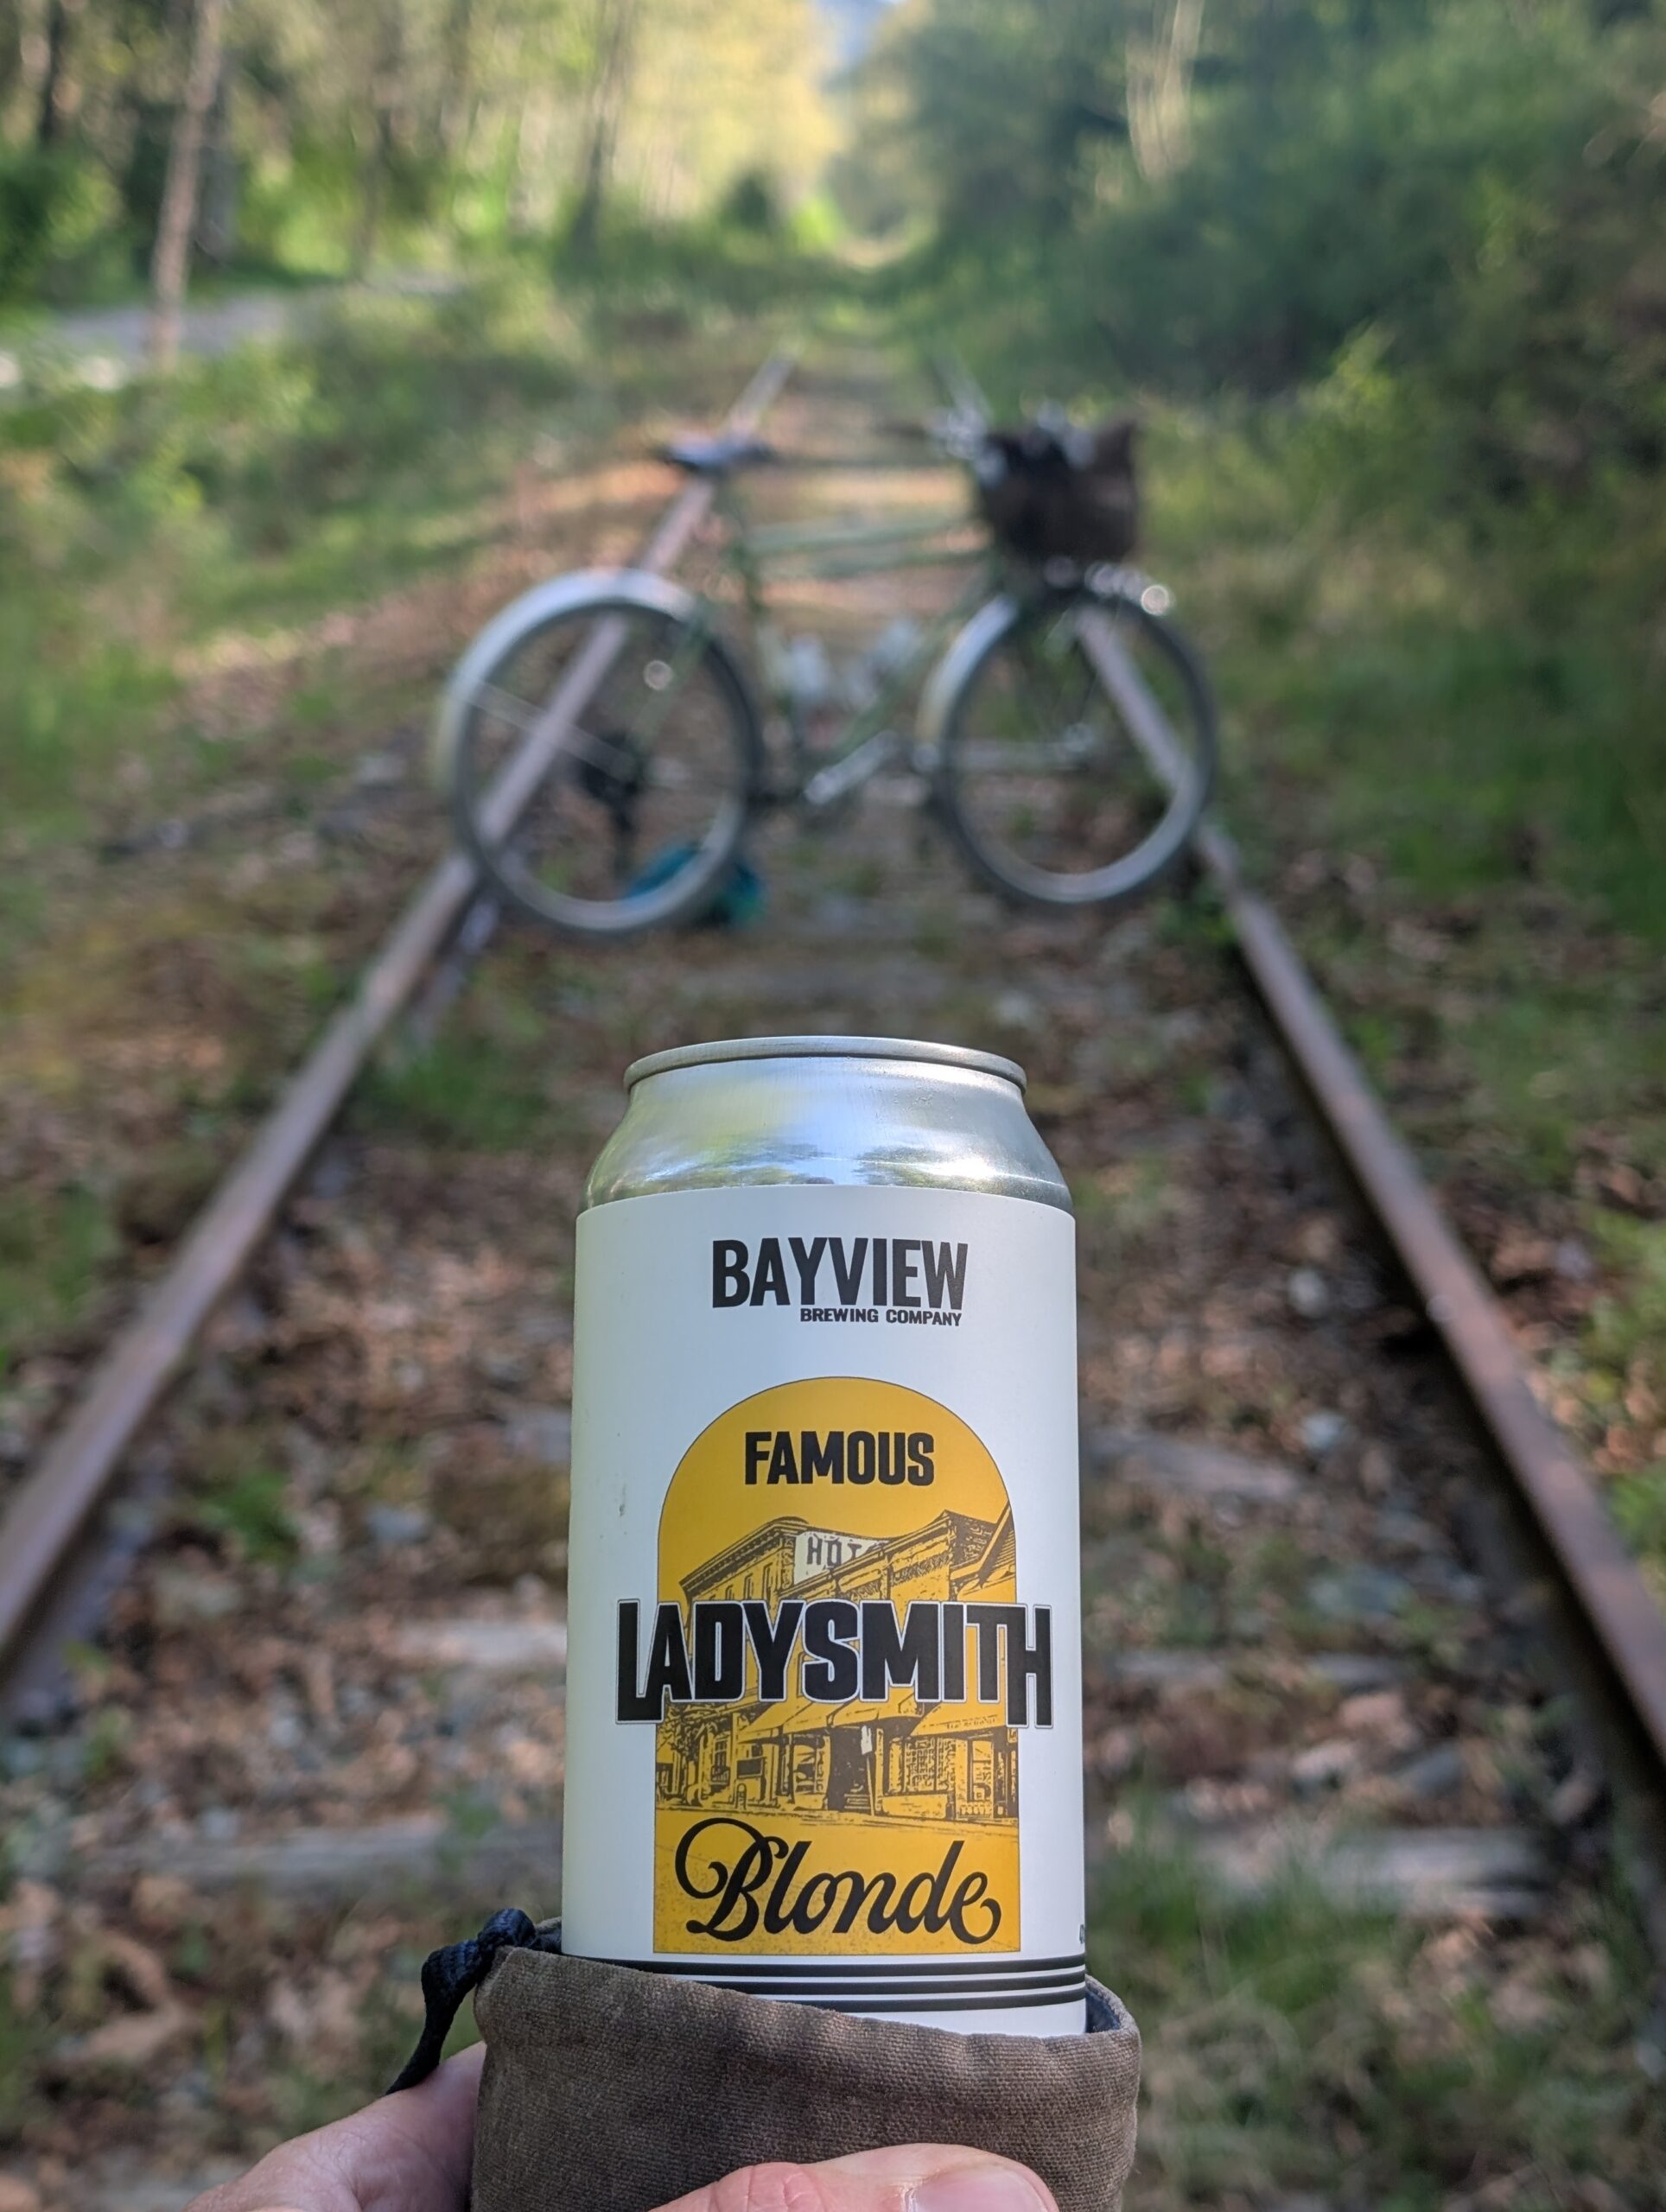 BAYVIEW
BREWING COMPANY
FAMOUS
LADYSMITH
Blonde